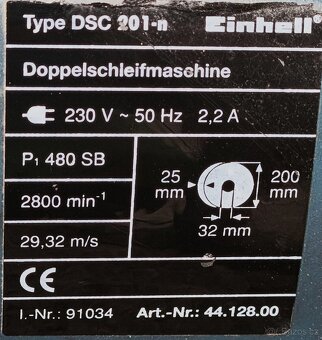 Type DSC 201-n Einhell®
Doppelschleifmaschine
230 V ~ 50 Hz 2,2 A
P₁ 480 SB
2800 min⁻¹
29,32 m/s
25 mm
200 mm
32 mm
CE
I.-Nr.: 91034 Art.-Nr.: 44.128.00